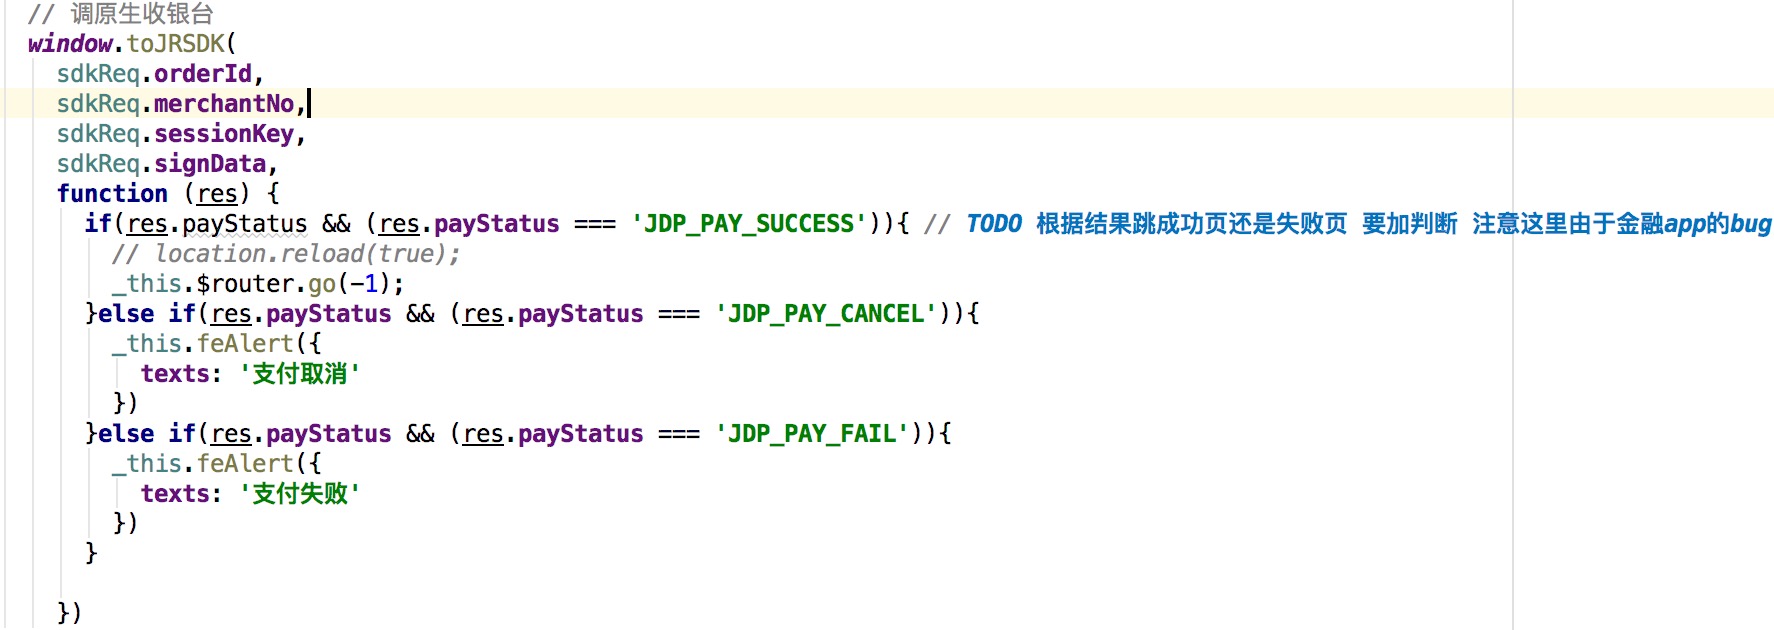 // 调原生收银台
window.toJRSDK(
sdkReq.orderId,
sdkReq.merchantNo,
sdkReq.sessionKey,
sdkReq.signData,
function (res) {
if(res.payStatus && (res.payStatus === 'JDP_PAY_SUCCESS')){ // TODO 根据结果跳成功页还是失败页 要加判断 注意这里由于金融app的bug
// location.reload(true);
_this.$router.go(-1);
}else if(res.payStatus && (res.payStatus === 'JDP_PAY_CANCEL')){
_this.feAlert({
texts: '支付取消'
})
}else if(res.payStatus && (res.payStatus === 'JDP_PAY_FAIL')){
_this.feAlert({
texts: '支付失败'
})
}
})